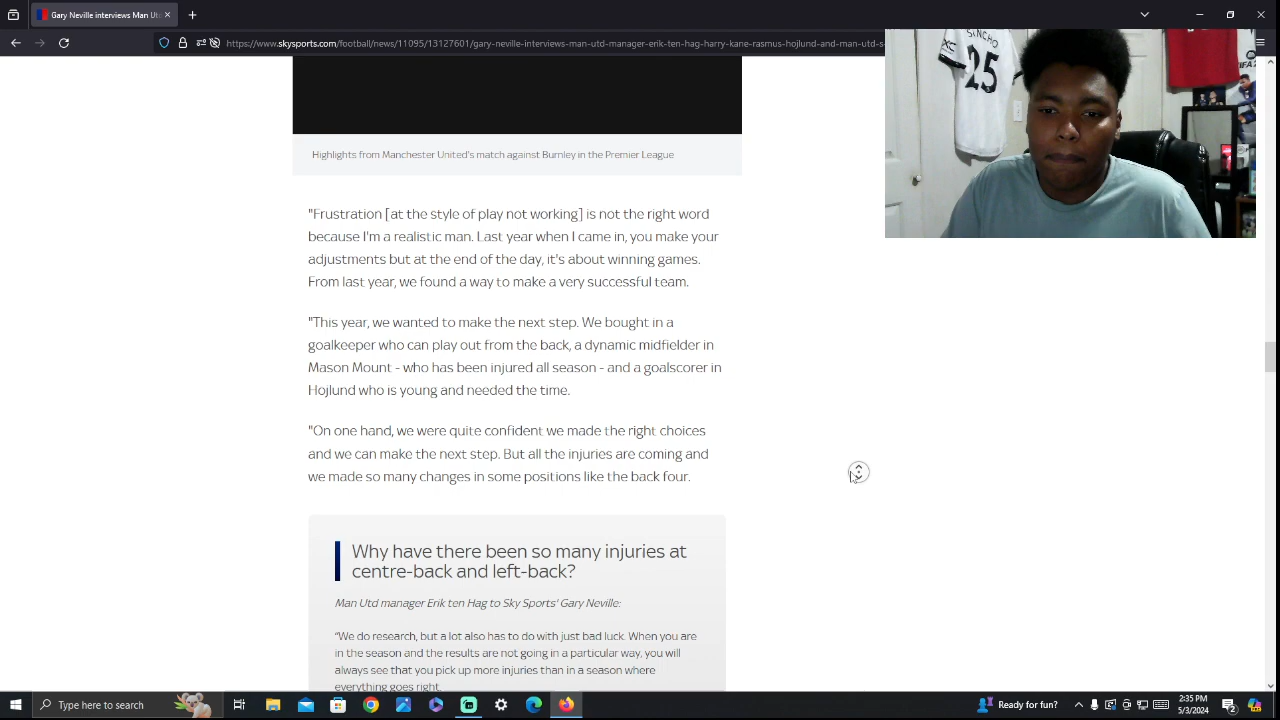 Gary Neville interviews Man Ut
https://www.skysports.com/football/news/11095/13127601/gary-neville-interviews-man-utd-manager-erik-ten-hag-harry-kane-rasmus-hojlund-and-man-utd-s
SANCHO
25
FIFA
Highlights from Manchester United's match against Burnley in the Premier League
"Frustration [at the style of play not working] is not the right word
because I'm a realistic man. Last year when I came in, you make your
adjustments but at the end of the day, it's about winning games.
From last year, we found a way to make a very successful team.
"This year, we wanted to make the next step. We bought in a
goalkeeper who can play out from the back, a dynamic midfielder in
Mason Mount - who has been injured all season - and a goalscorer in
Hojlund who is young and needed the time.
"On one hand, we were quite confident we made the right choices
and we can make the next step. But all the injuries are coming and
we made so many changes in some positions like the back four.
Why have there been so many injuries at
centre-back and left-back?
Man Utd manager Erik ten Hag to Sky Sports' Gary Neville:
"We do research, but a lot also has to do with just bad luck. When you are
in the season and the results are not going in a particular way, you will
always see that you pick up more injuries than in a season where
everything goes right.
Type here to search
Ready for fun?
2:35 PM
5/3/2024
2